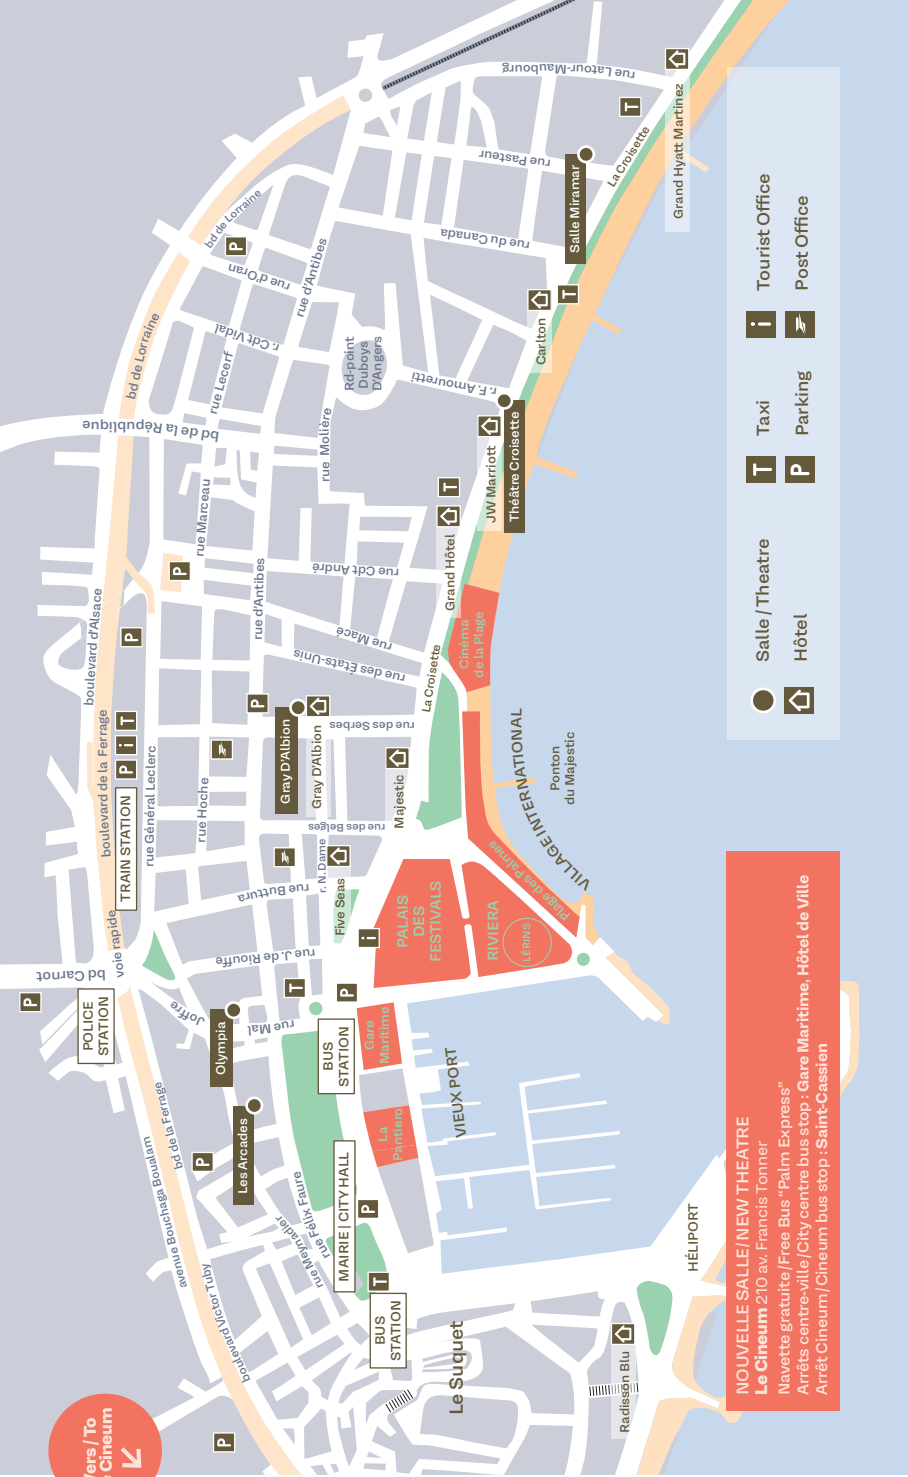 bd de Lorraine
bd de Lorraine
rue d'Oran
rue d'Antibes
r. Cdt Vidal
rue Lecerf
bd de la République
rue Molière
Rd-point
Duboys
D'Angers
rue Latour-Maubourg
rue Pasteur
rue du Canada
r. F. Amouretti
La Croisette
Grand Hyatt Martinez
Salle Miramar
Carlton
JW Marriott
Théâtre Croisette
Grand Hôtel
rue Marceau
rue d'Antibes
rue Cdt André
rue Macé
rue des États-Unis
rue des Serbes
La Croisette
Cinéma
de la Plage
boulevard d'Alsace
boulevard de la Ferrage
rue Général Leclerc
TRAIN STATION
rue Hoche
Gray D'Albion
Gray D'Albion
Majestic
rue des Belges
r. N. Dame
rue Buttura
Five Seas
rue J. de Riouffe
PALAIS
DES
FESTIVALS
RIVIERA
LÉRINS
Plage des Palmes
VILLAGE INTERNATIONAL
Ponton
du Majestic
bd Carnot
voie rapide
POLICE
STATION
rue Mal Joffre
Olympia
Les Arcades
BUS
STATION
Gare
Maritime
La
Pantiero
VIEUX PORT
MAIRIE | CITY HALL
BUS
STATION
rue Félix Faure
rue Meynadier
avenue Bouchaga Boualam
bd de la Ferrage
boulevard Victor Tuby
Le Suquet
Radisson Blu
HÉLIPORT
Vers / To
Cineum
P
P
P
P
P
P
P
P
P
P
T
T
T
T
T
T
i
i
Salle / Theatre
Hôtel
T Taxi
P Parking
i Tourist Office
Post Office
NOUVELLE SALLE / NEW THEATRE
Le Cineum 210 av. Francis Tonner
Navette gratuite / Free Bus “Palm Express”
Arrêts centre-ville / City centre bus stop : Gare Maritime, Hôtel de Ville
Arrêt Cineum / Cineum bus stop : Saint-Cassien